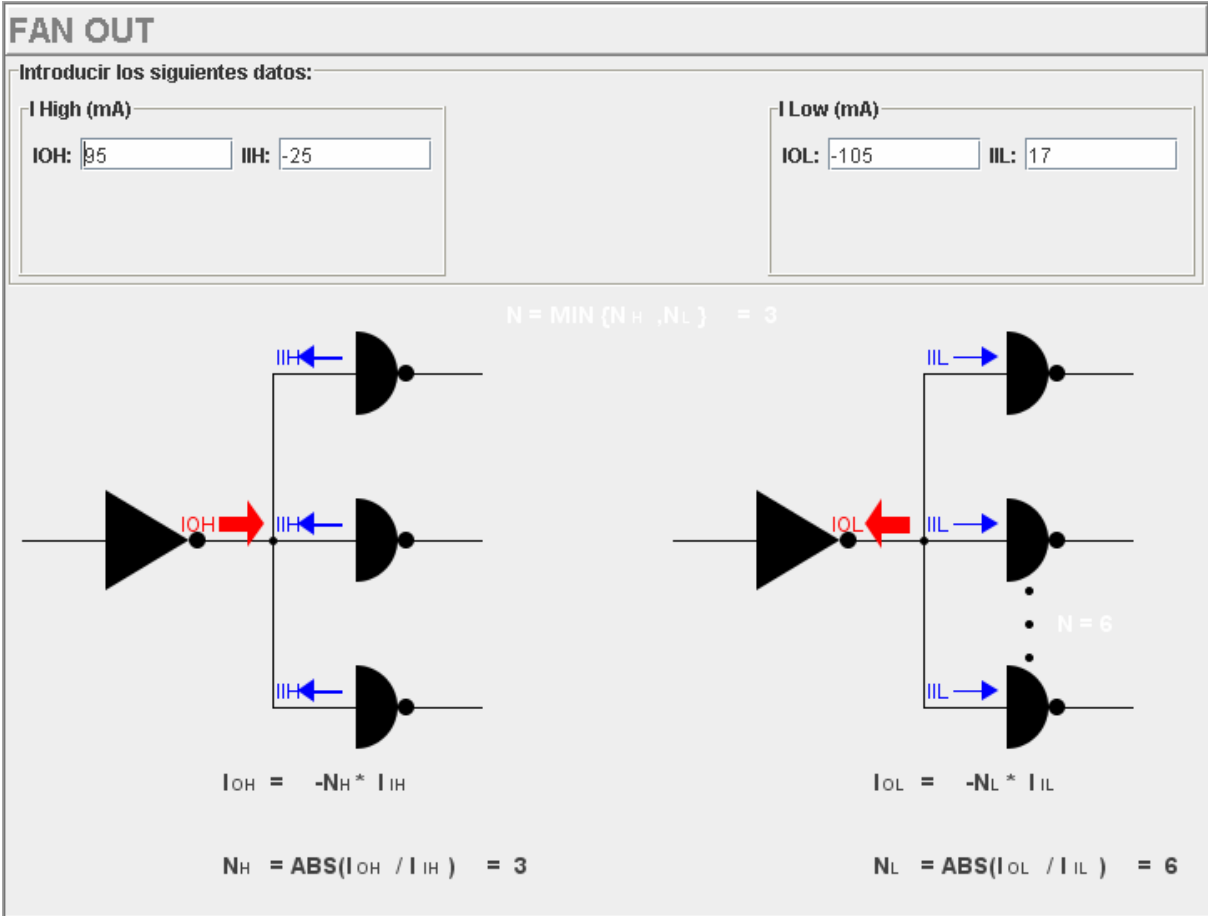 FAN OUT
Introducir los siguientes datos:
I High (mA)
I Low (mA)
IOH: 95 IIH: -25
IOL: -105 IIL: 17
N = MIN {NH ,NL } = 3
IIH
IIL
IOH
IIH
IOL
IIL
N = 6
IIH
IIL
IOH = -NH * IIH
IOL = -NL * IIL
NH = ABS(IOH / IIH ) = 3
NL = ABS(IOL / IIL ) = 6